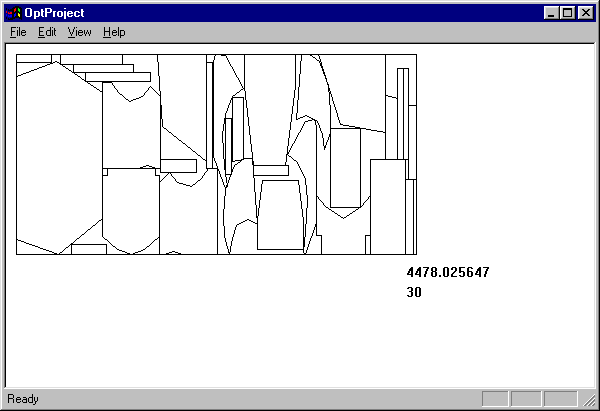 OptProject
File Edit View Help
4478.025647
30
Ready